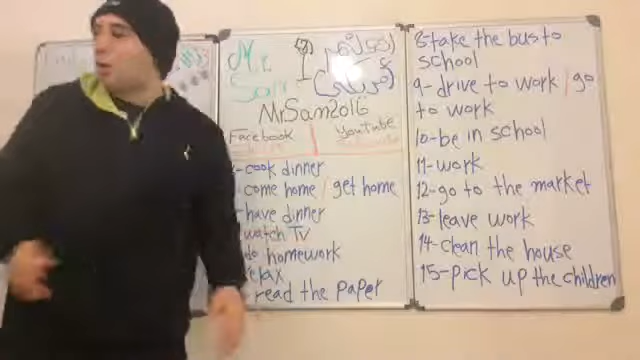 Mr
Sam
MrSam2016
Facebook
Youtube
cook dinner
come home / get home
have dinner
watch TV
do homework
relax
read the paper
8-take the bus to
school
9- drive to work / go
to work
10-be in school
11-work
12-go to the market
13-leave work
14-clean the house
15-pick up the children